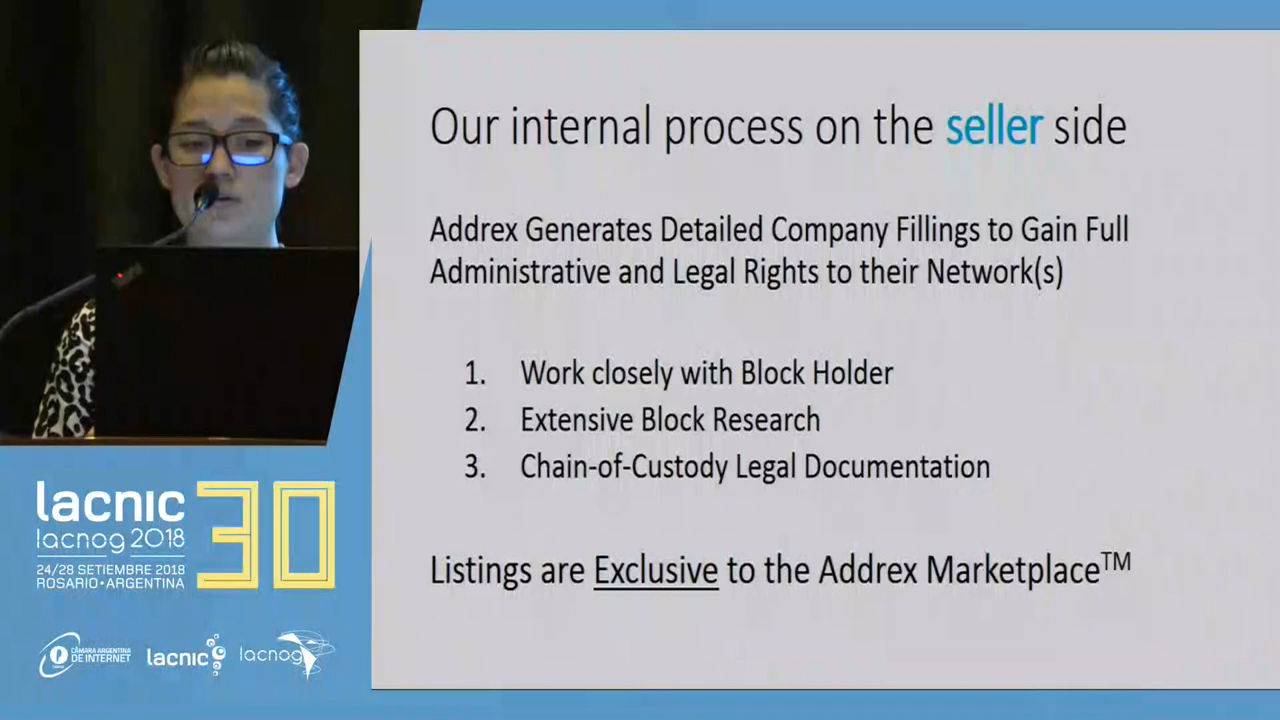 Our internal process on the seller side
Addrex Generates Detailed Company Fillings to Gain Full
Administrative and Legal Rights to their Network(s)
1. Work closely with Block Holder
2. Extensive Block Research
3. Chain-of-Custody Legal Documentation
Listings are Exclusive to the Addrex Marketplace™
lacnic 30
lacnog 2018
24/28 SETIEMBRE 2018
ROSARIO•ARGENTINA
CÁMARA ARGENTINA
DE INTERNET
lacnic
lacnog